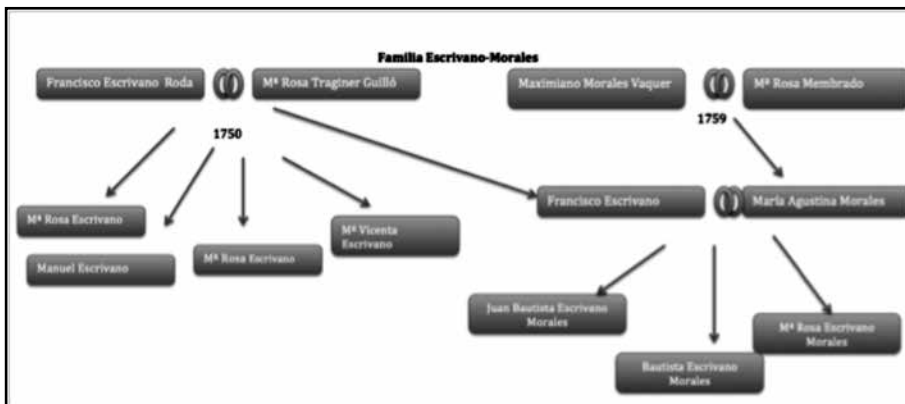 Familia Escrivano-Morales
Francisco Escrivano Roda
Mª Rosa Traginer Guilló
Maximiano Morales Vaquer
Mª Rosa Membrado
1750
1759
Francisco Escrivano
María Agustina Morales
Mª Rosa Escrivano
Manuel Escrivano
Mª Rosa Escrivano
Mª Vicenta
Escrivano
Juan Bautista Escrivano
Morales
Bautista Escrivano
Morales
Mª Rosa Escrivano
Morales